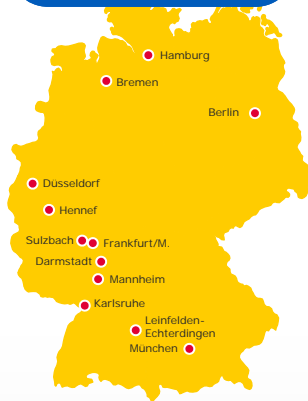 Hamburg
Bremen
Berlin
Düsseldorf
Hennef
Sulzbach
Frankfurt/M.
Darmstadt
Mannheim
Karlsruhe
Leinfelden-
Echterdingen
München